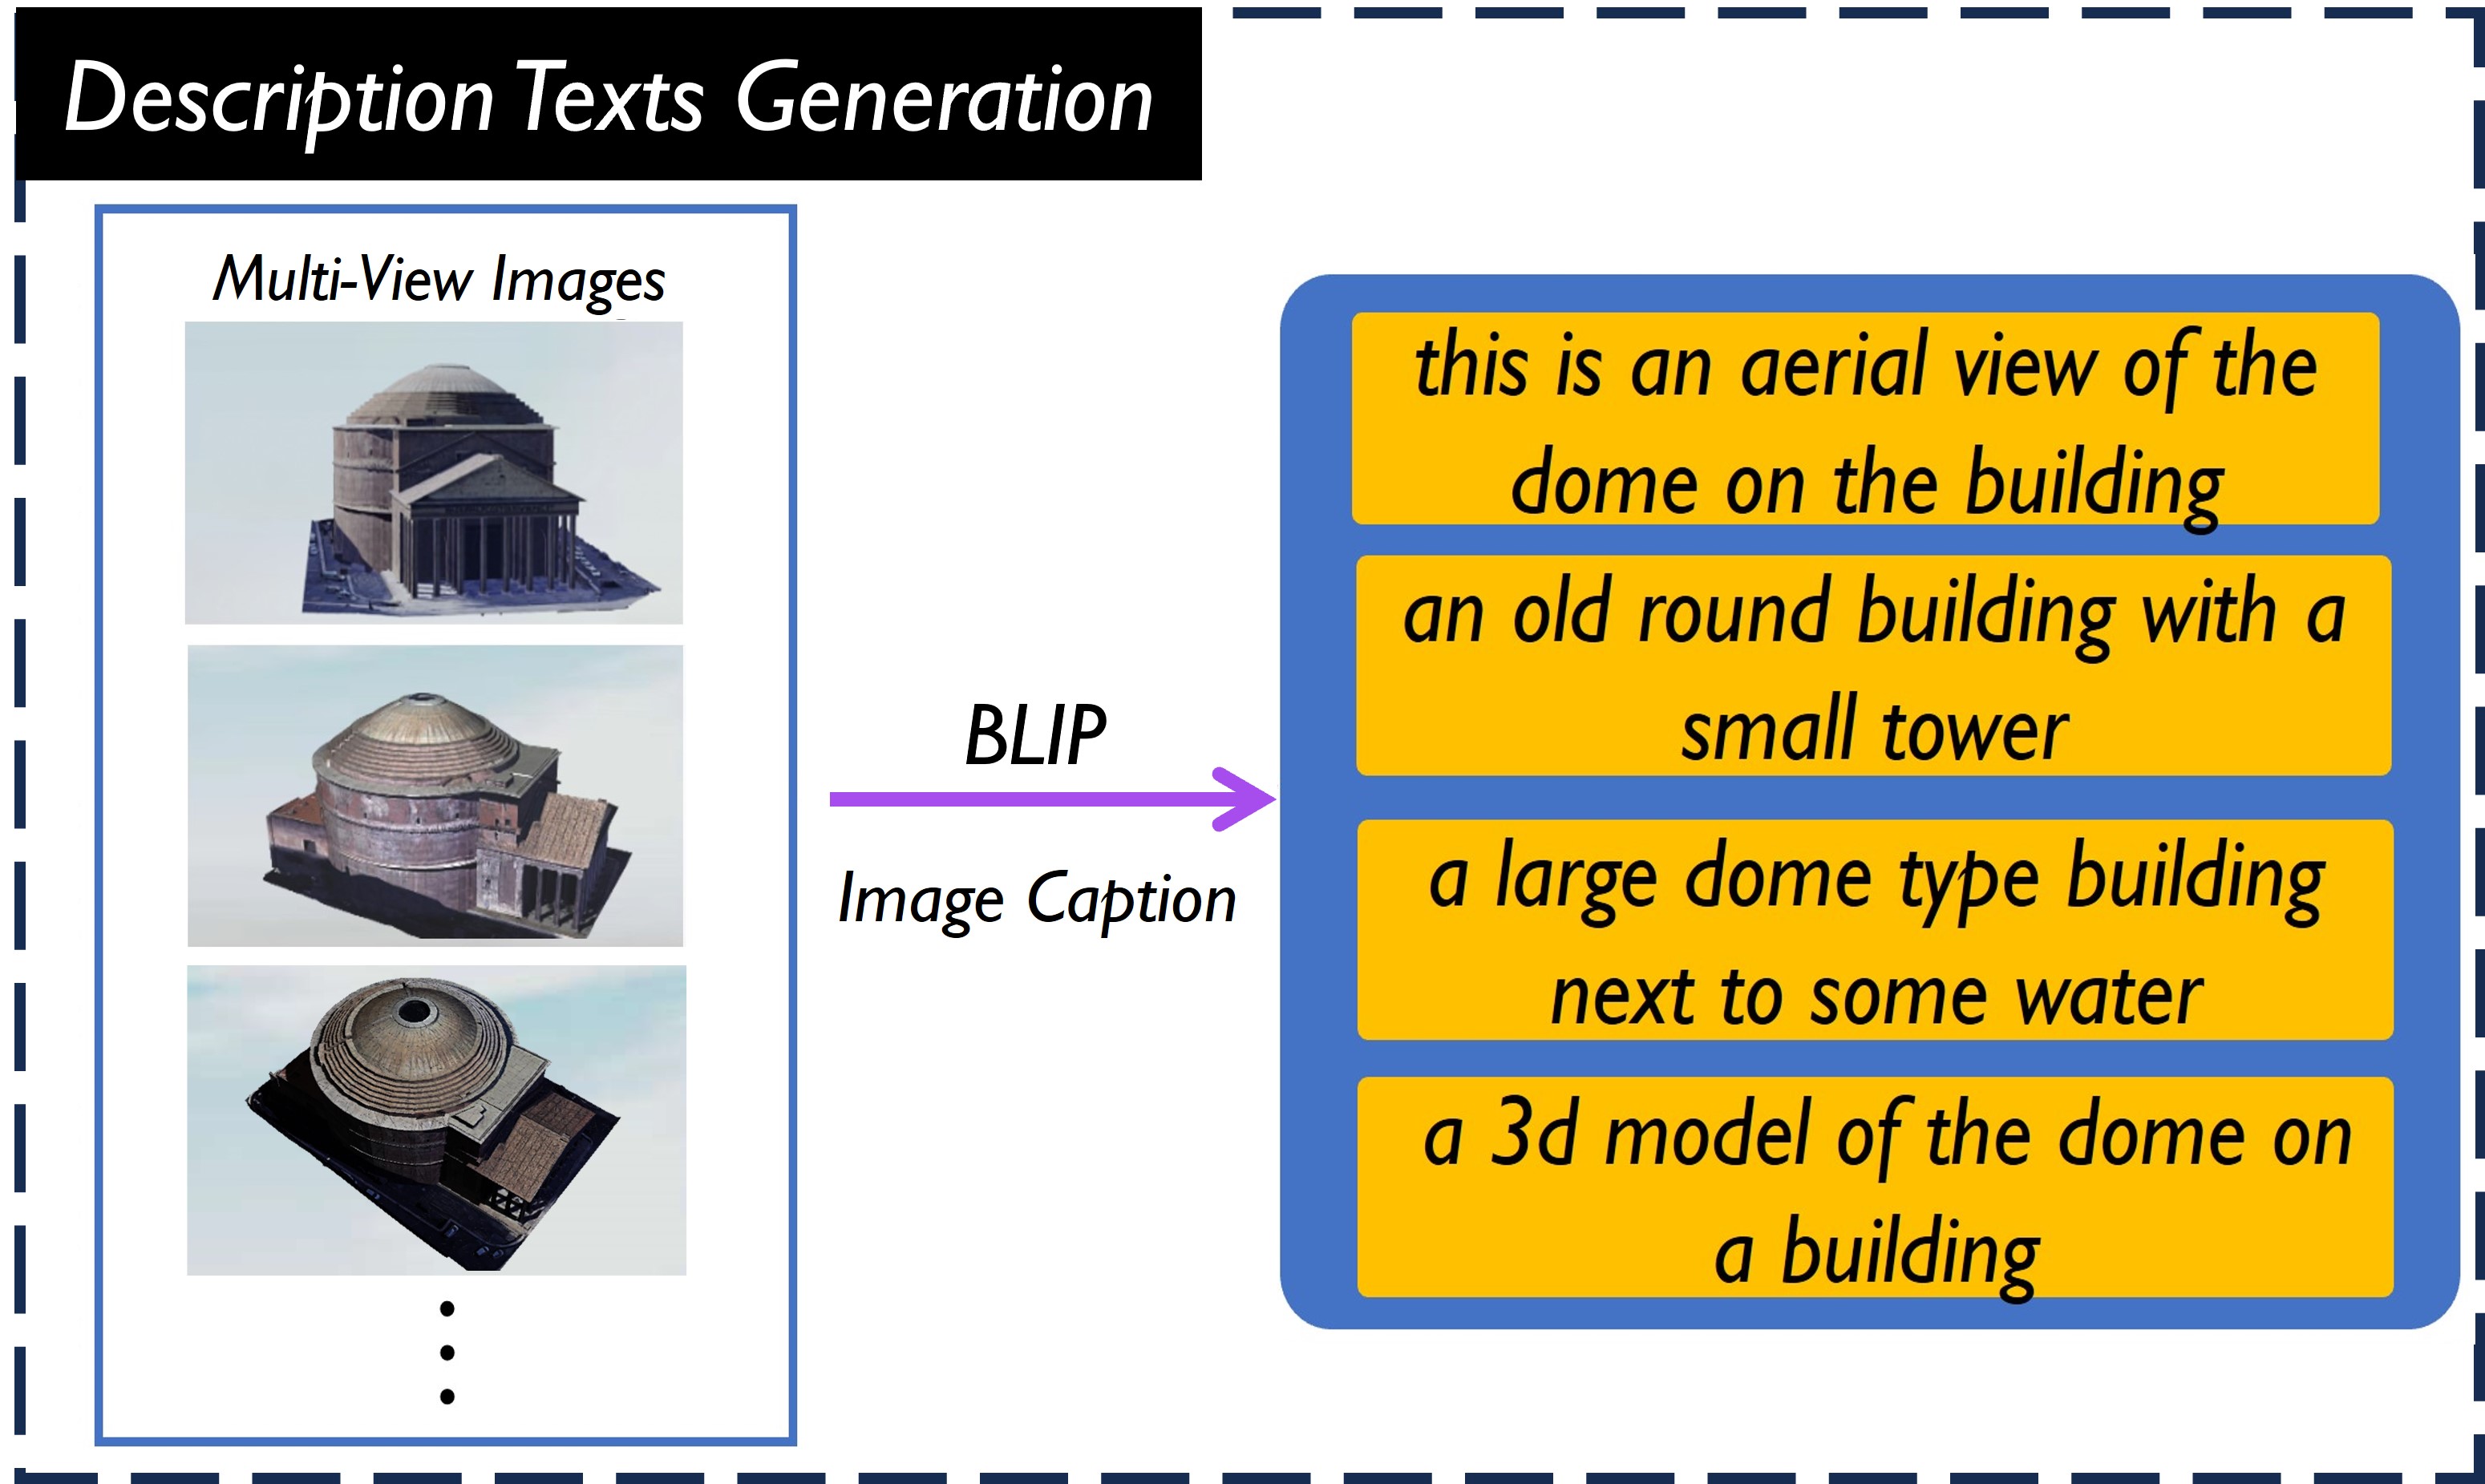 Description Texts Generation
Multi-View Images
BLIP
Image Caption
this is an aerial view of the
dome on the building
an old round building with a
small tower
a large dome type building
next to some water
a 3d model of the dome on
a building